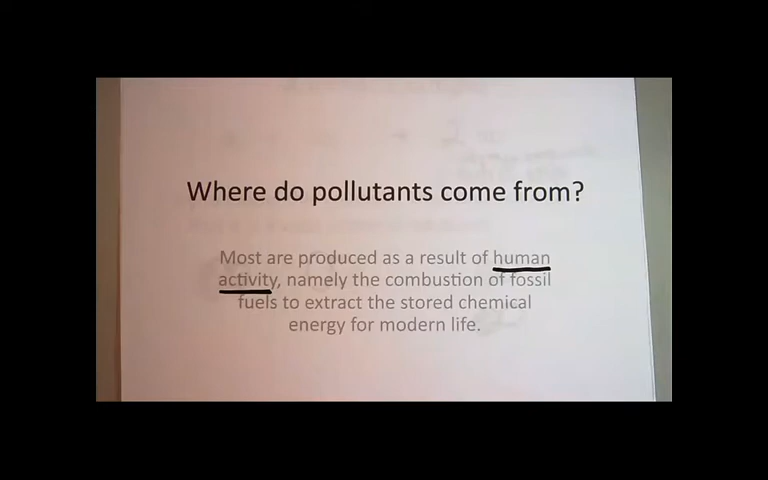 Where do pollutants come from?
Most are produced as a result of human
activity, namely the combustion of fossil
fuels to extract the stored chemical
energy for modern life.